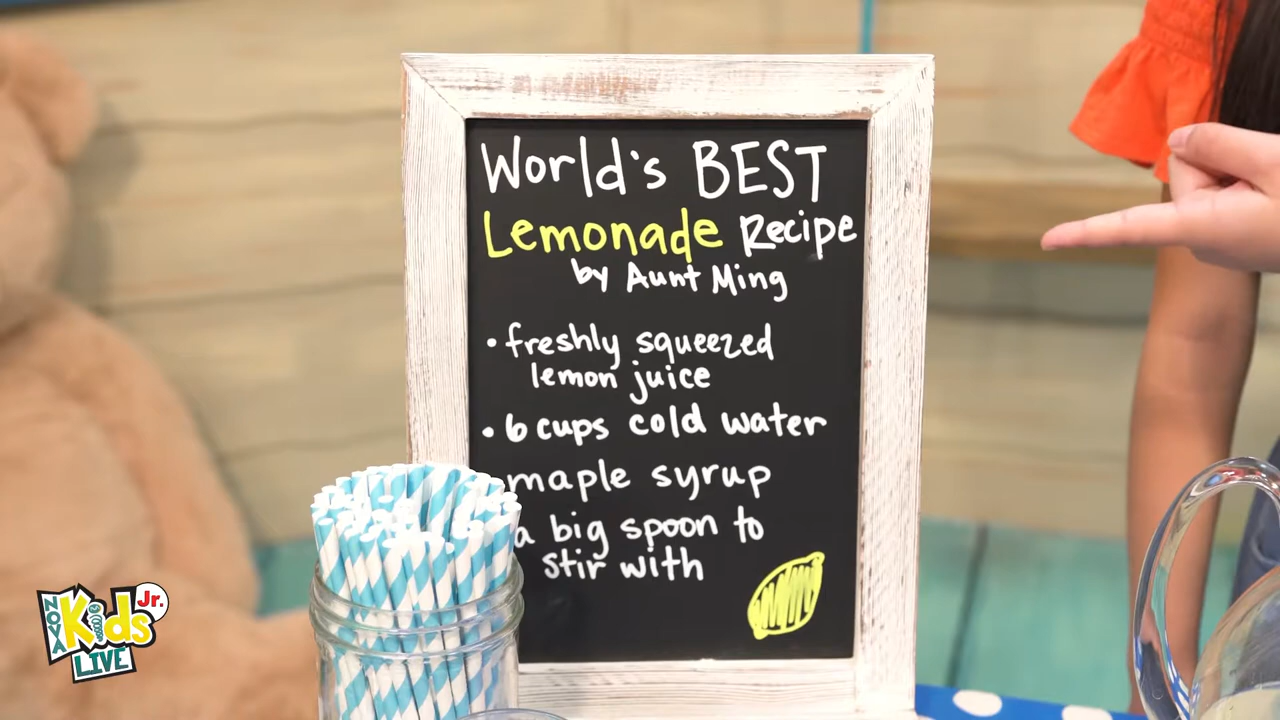 World's BEST
Lemonade Recipe
by Aunt Ming
• freshly squeezed
lemon juice
• 6 cups cold water
maple syrup
a big spoon to
stir with
NOVA
Kids Jr.
LIVE